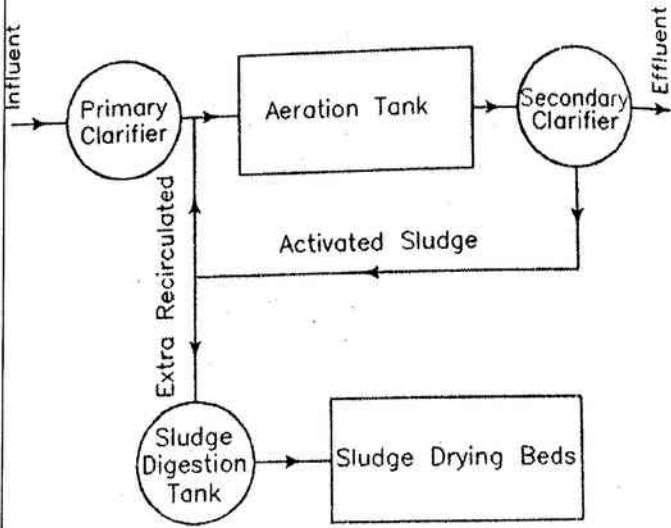 Influent
Primary
Clarifier
Aeration Tank
Secondary
Clarifier
Effluent
Extra Recirculated
Activated Sludge
Sludge
Digestion
Tank
Sludge Drying Beds